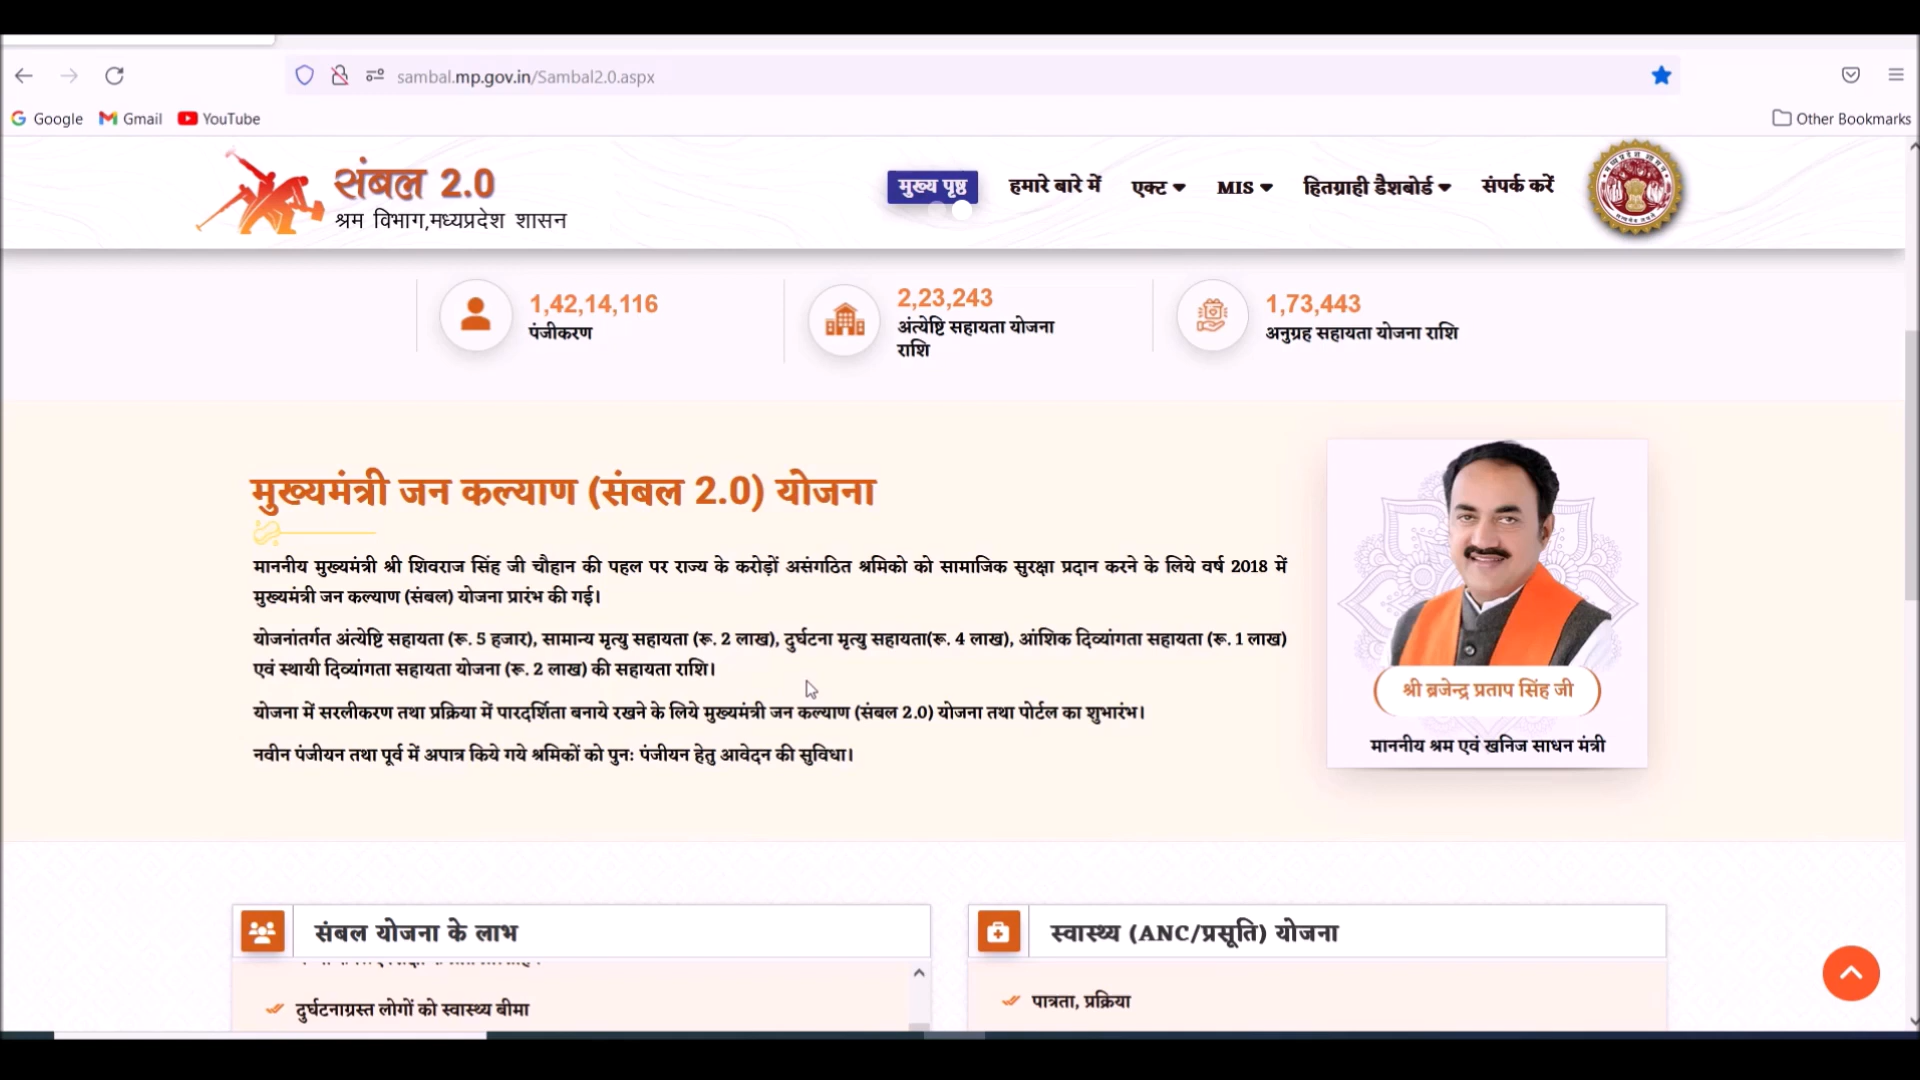 sambal.mp.gov.in/Sambal2.0.aspx
Google Gmail YouTube Other Bookmarks
संबल 2.0
श्रम विभाग,मध्यप्रदेश शासन
मुख्य पृष्ठ हमारे बारे में एक्ट MIS हितग्राही डैशबोर्ड संपर्क करें
1,42,14,116
पंजीकरण
2,23,243
अंत्येष्टि सहायता योजना
राशि
1,73,443
अनुग्रह सहायता योजना राशि
मुख्यमंत्री जन कल्याण (संबल 2.0) योजना
माननीय मुख्यमंत्री श्री शिवराज सिंह जी चौहान की पहल पर राज्य के करोड़ों असंगठित श्रमिको को सामाजिक सुरक्षा प्रदान करने के लिये वर्ष 2018 में
मुख्यमंत्री जन कल्याण (संबल) योजना प्रारंभ की गई।
योजनांतर्गत अंत्येष्टि सहायता (रू. 5 हजार), सामान्य मृत्यु सहायता (रू. 2 लाख), दुर्घटना मृत्यु सहायता(रू. 4 लाख), आंशिक दिव्यांगता सहायता (रू. 1 लाख)
एवं स्थायी दिव्यांगता सहायता योजना (रू. 2 लाख) की सहायता राशि।
योजना में सरलीकरण तथा प्रक्रिया में पारदर्शिता बनाये रखने के लिये मुख्यमंत्री जन कल्याण (संबल 2.0) योजना तथा पोर्टल का शुभारंभ।
नवीन पंजीयन तथा पूर्व में अपात्र किये गये श्रमिकों को पुनः पंजीयन हेतु आवेदन की सुविधा।
श्री ब्रजेन्द्र प्रताप सिंह जी
माननीय श्रम एवं खनिज साधन मंत्री
संबल योजना के लाभ
दुर्घटनाग्रस्त लोगों को स्वास्थ्य बीमा
स्वास्थ्य (ANC/प्रसूति) योजना
पात्रता, प्रक्रिया